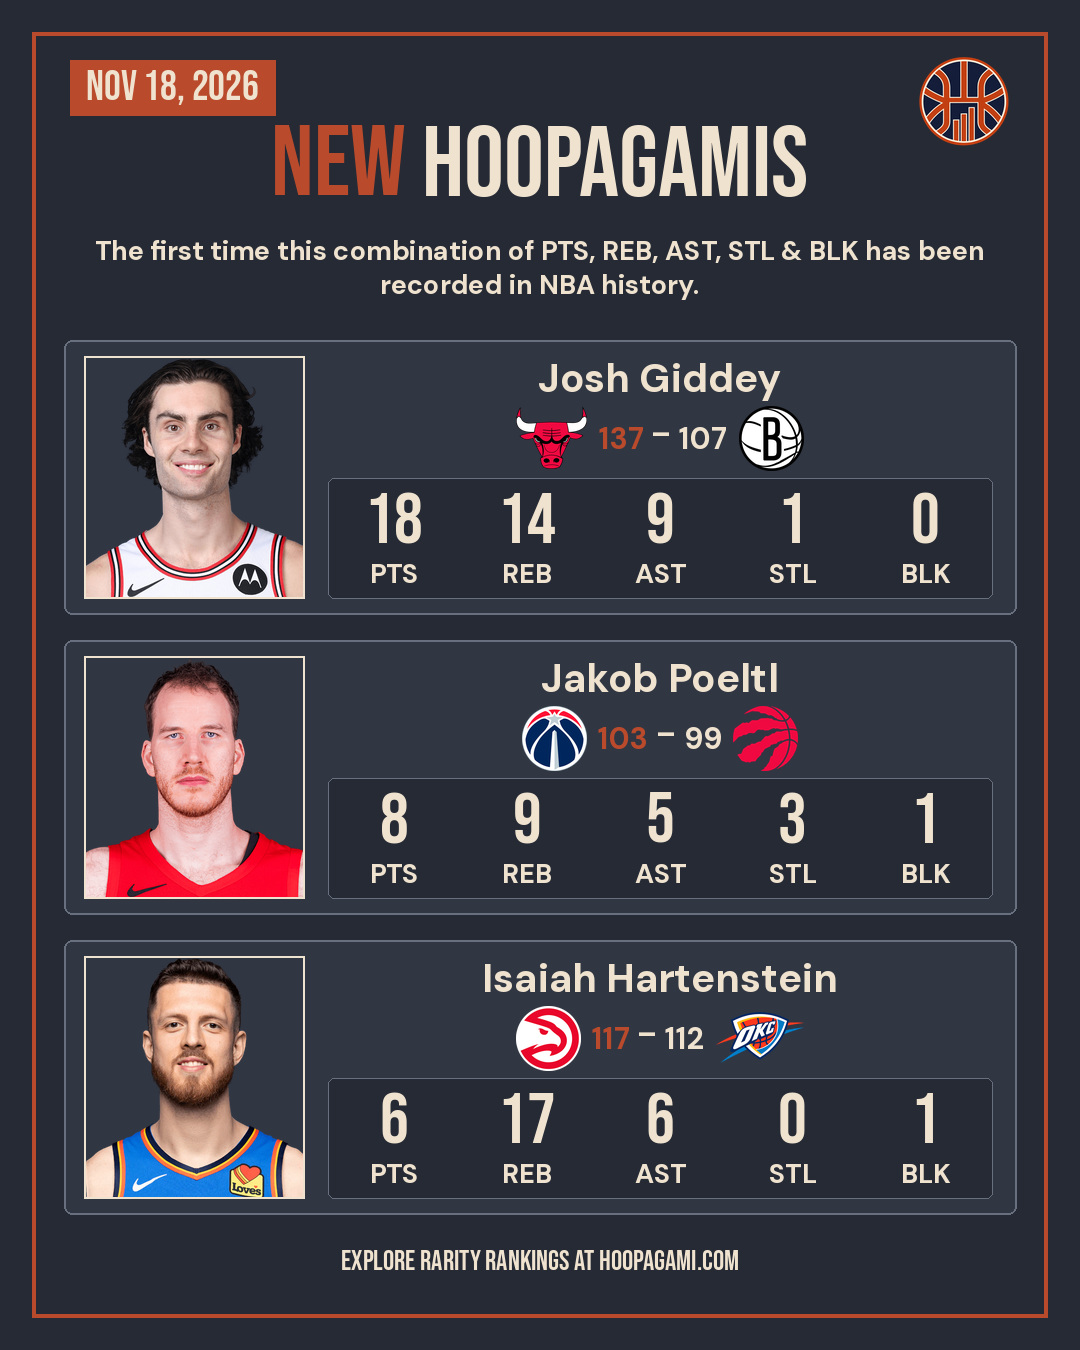 NOV 18, 2026
NEW HOOPAGAMIS
The first time this combination of PTS, REB, AST, STL & BLK has been
recorded in NBA history.
Josh Giddey
137 – 107 B
18 14 9 1 0
PTS REB AST STL BLK
Jakob Poeltl
103 – 99
8 9 5 3 1
PTS REB AST STL BLK
Isaiah Hartenstein
117 – 112 OKC
6 17 6 0 1
PTS REB AST STL BLK
Love's
EXPLORE RARITY RANKINGS AT HOOPAGAMI.COM